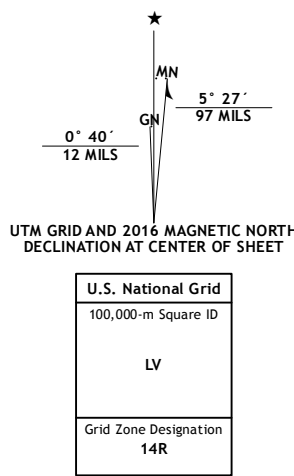 MN
GN
5° 27´
97 MILS
0° 40´
12 MILS
UTM GRID AND 2016 MAGNETIC NORTH
DECLINATION AT CENTER OF SHEET
U.S. National Grid
100,000-m Square ID
LV
Grid Zone Designation
14R